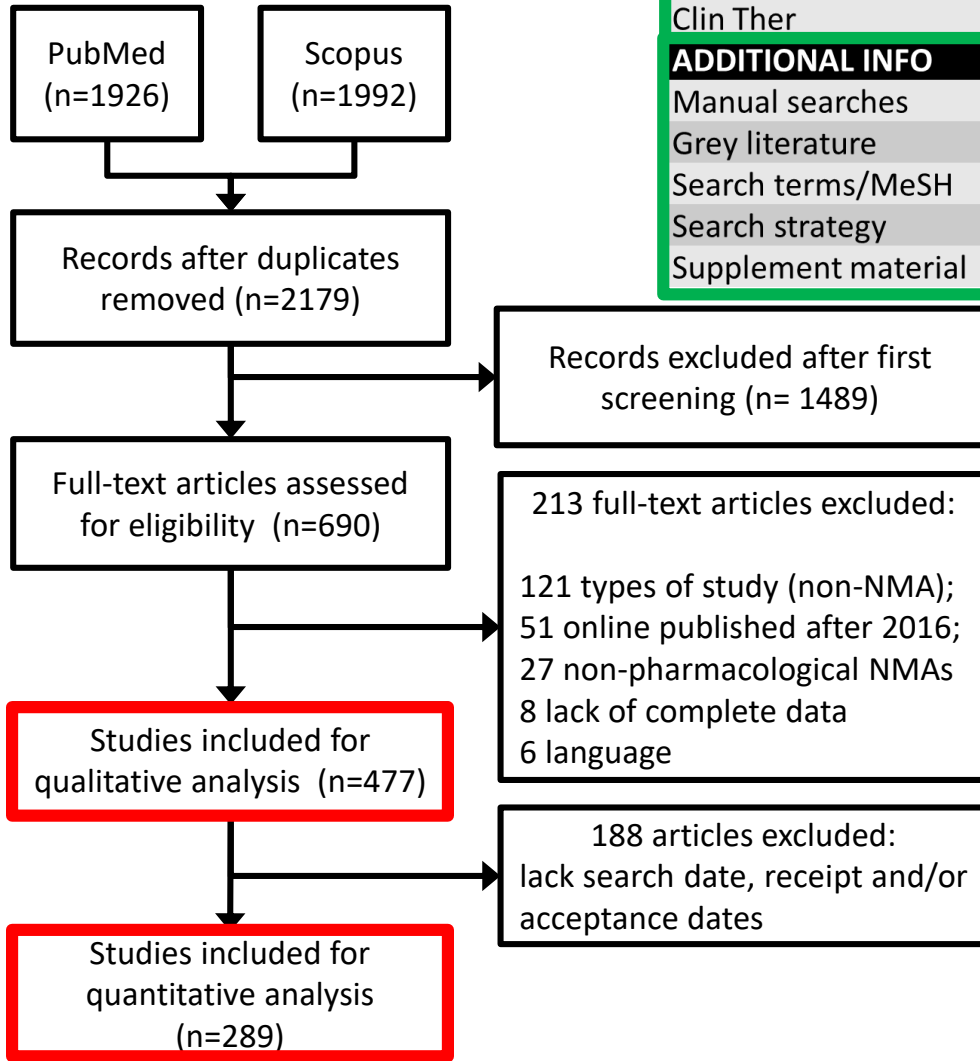 PubMed
(n=1926)
Scopus
(n=1992)
Clin Ther
ADDITIONAL INFO
Manual searches
Grey literature
Search terms/MeSH
Search strategy
Supplement material
Records after duplicates
removed (n=2179)
Records excluded after first
screening (n= 1489)
Full-text articles assessed
for eligibility  (n=690)
213 full-text articles excluded:
121 types of study (non-NMA);
51 online published after 2016;
27 non-pharmacological NMAs
8 lack of complete data
6 language
Studies included for
qualitative analysis  (n=477)
188 articles excluded:
lack search date, receipt and/or
acceptance dates
Studies included for
quantitative analysis
(n=289)